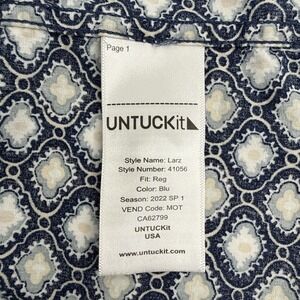 Page 1
UNTUCKit
Style Name: Larz
Style Number: 41056
Fit: Reg
Color: Blu
Season: 2022 SP 1
VEND Code: MOT
CA62799
UNTUCKit
USA
www.untuckit.com